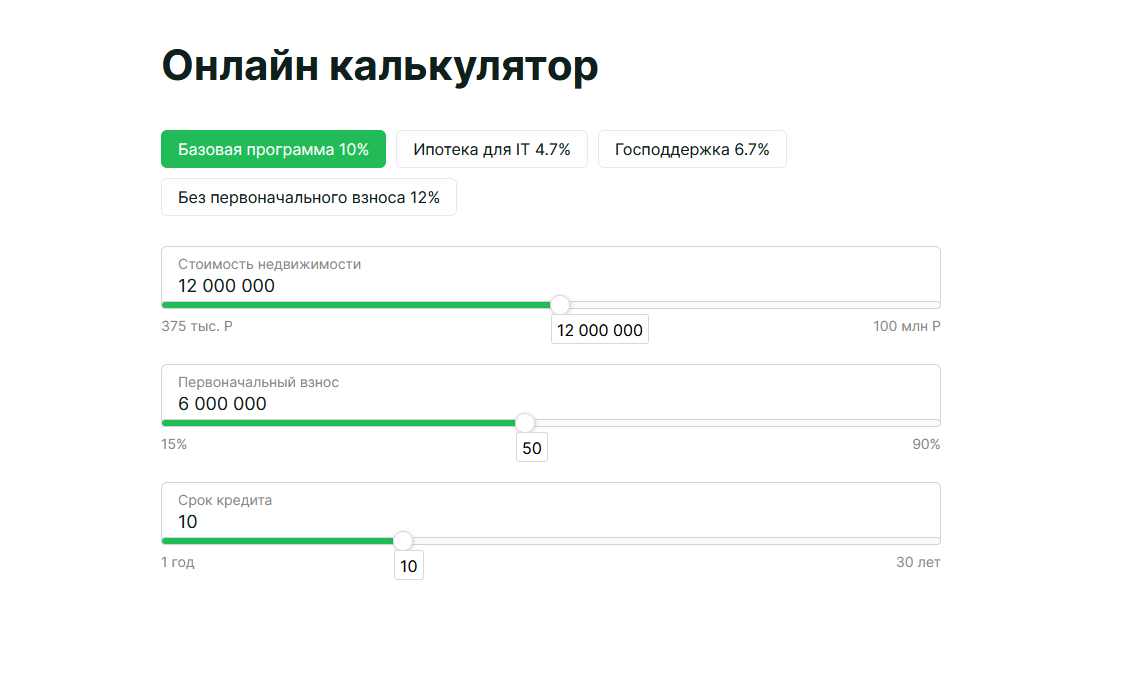 Онлайн калькулятор
Базовая программа 10%
Ипотека для IT 4.7%
Господдержка 6.7%
Без первоначального взноса 12%
Стоимость недвижимости
12 000 000
375 тыс. Р
12 000 000
100 млн Р
Первоначальный взнос
6 000 000
15%
50
90%
Срок кредита
10
1 год
10
30 лет